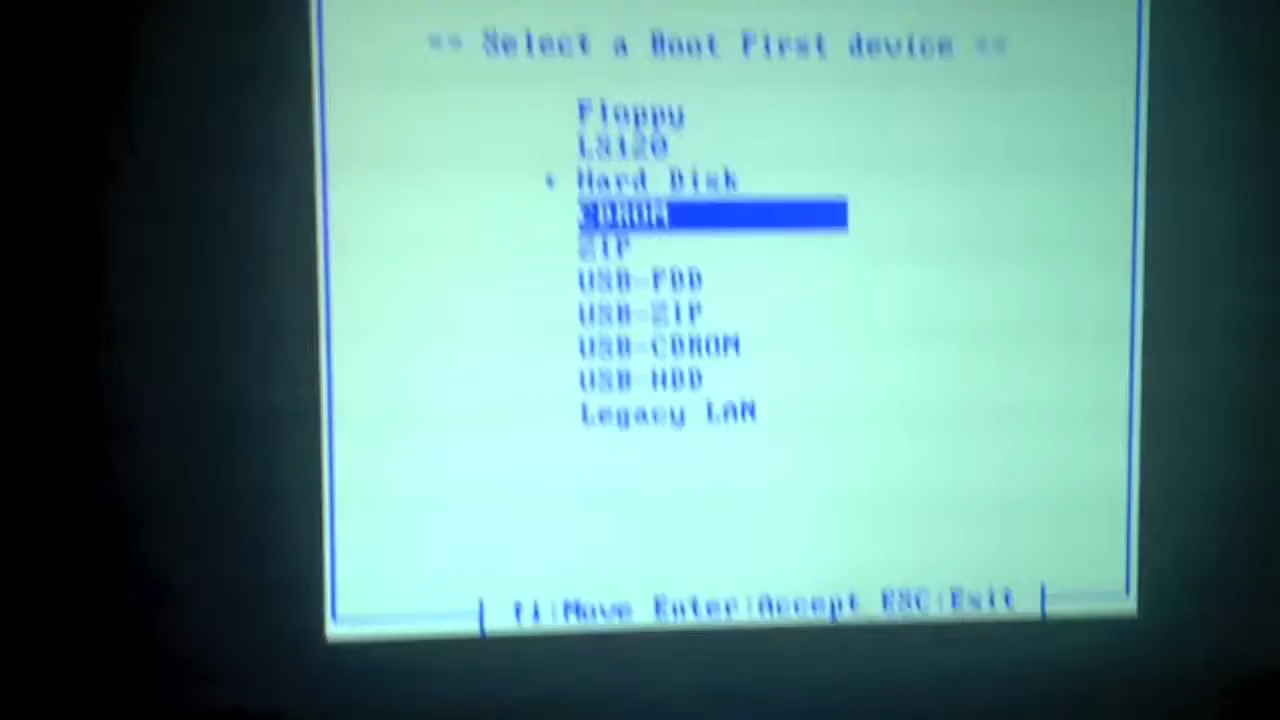 == Select a Boot First device ==
Floppy
LS120
+ Hard Disk
CDROM
ZIP
USB-FDD
USB-ZIP
USB-CDROM
USB-HDD
Legacy LAN
↑↓:Move Enter:Accept ESC:Exit